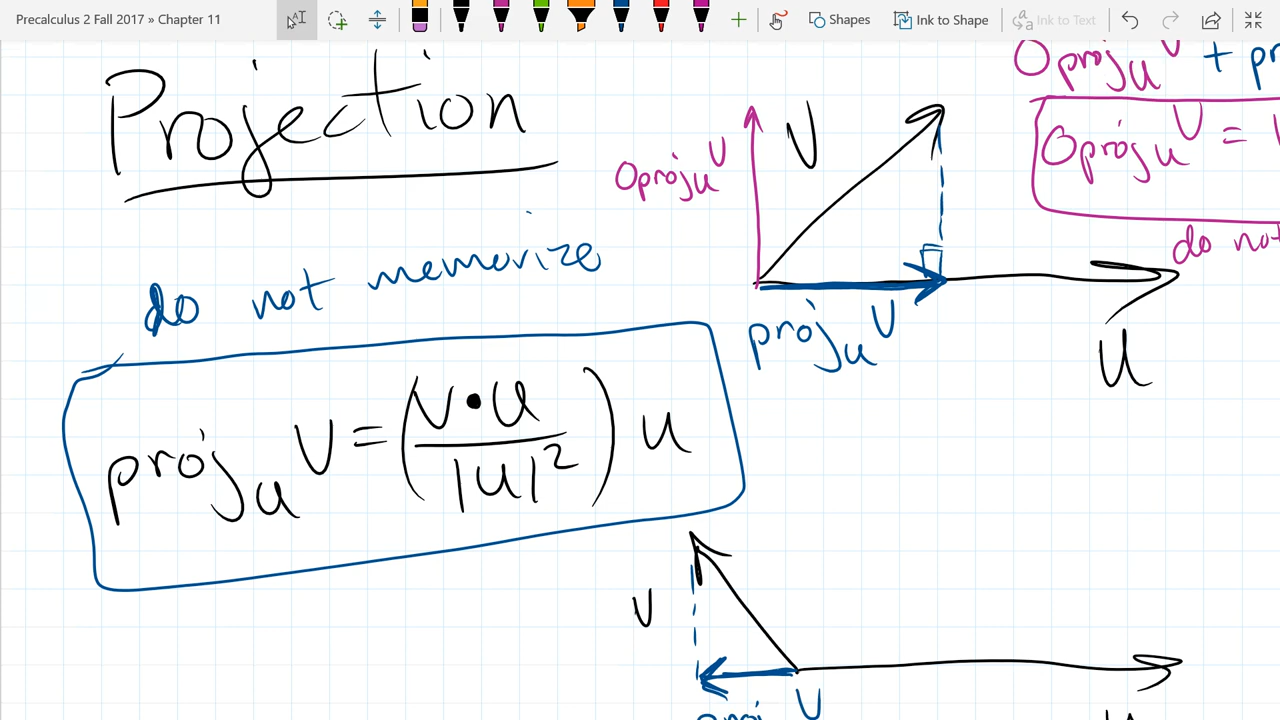 Precalculus 2 Fall 2017 » Chapter 11
Shapes
Ink to Shape
Ink to Text
Projection
do not memorize
proj_u V = (V • U / |U|²) u
Oproj_u V
V
proj_u V
U
Oproj_u V +
Oproj_u V =
do not
V
V